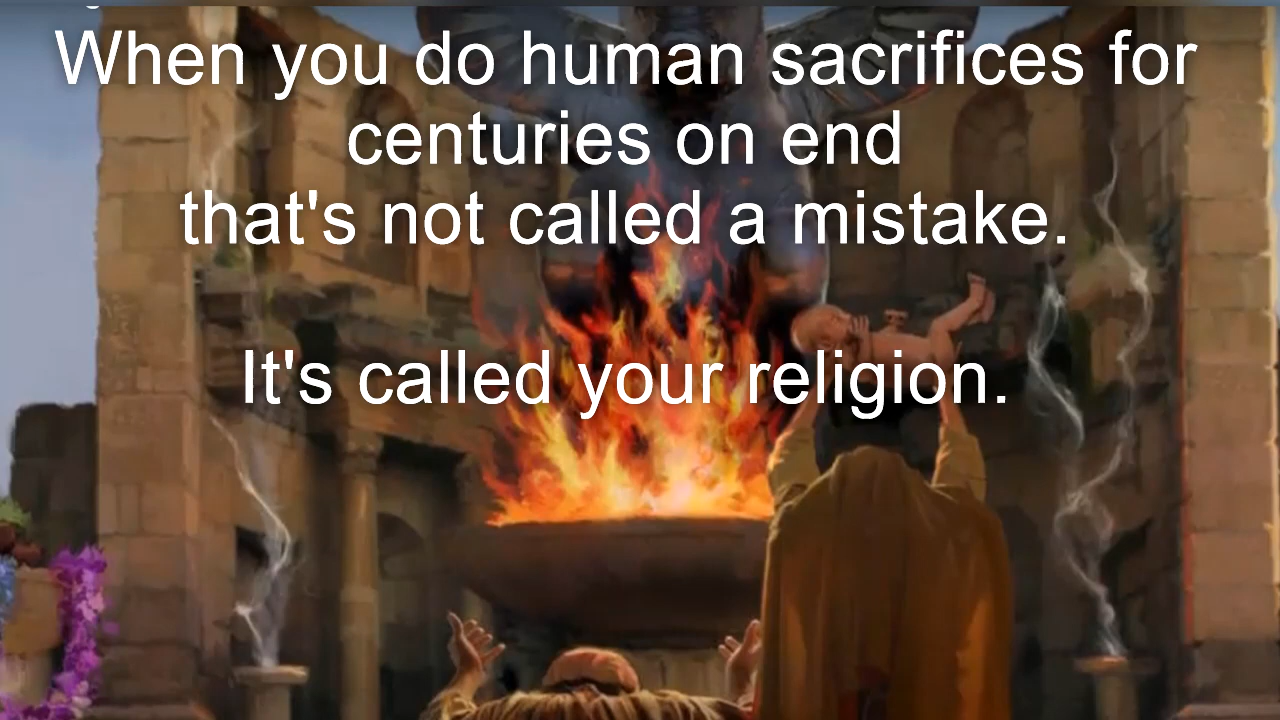 When you do human sacrifices for
centuries on end
that's not called a mistake.
It's called your religion.